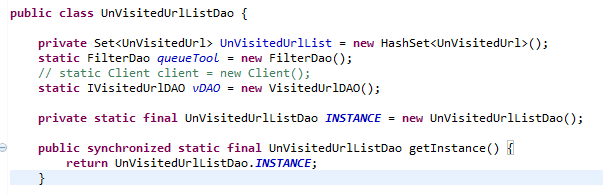 public class UnVisitedUrlListDao {
private Set<UnVisitedUrl> UnVisitedUrlList = new HashSet<UnVisitedUrl>();
static FilterDao queueTool = new FilterDao();
// static Client client = new Client();
static IVisitedUrlDAO vDAO = new VisitedUrlDAO();
private static final UnVisitedUrlListDao INSTANCE = new UnVisitedUrlListDao();
public synchronized static final UnVisitedUrlListDao getInstance() {
return UnVisitedUrlListDao.INSTANCE;
}